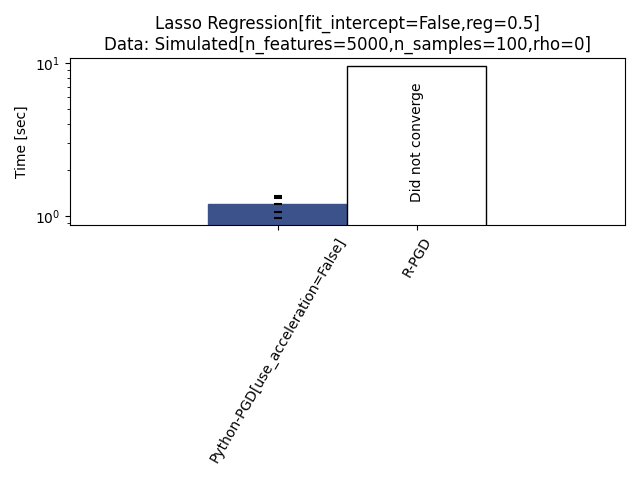 Lasso Regression[fit_intercept=False,reg=0.5]
Data: Simulated[n_features=5000,n_samples=100,rho=0]
Time [sec]
10¹
10⁰
Did not converge
Python-PGD[use_acceleration=False]
R-PGD